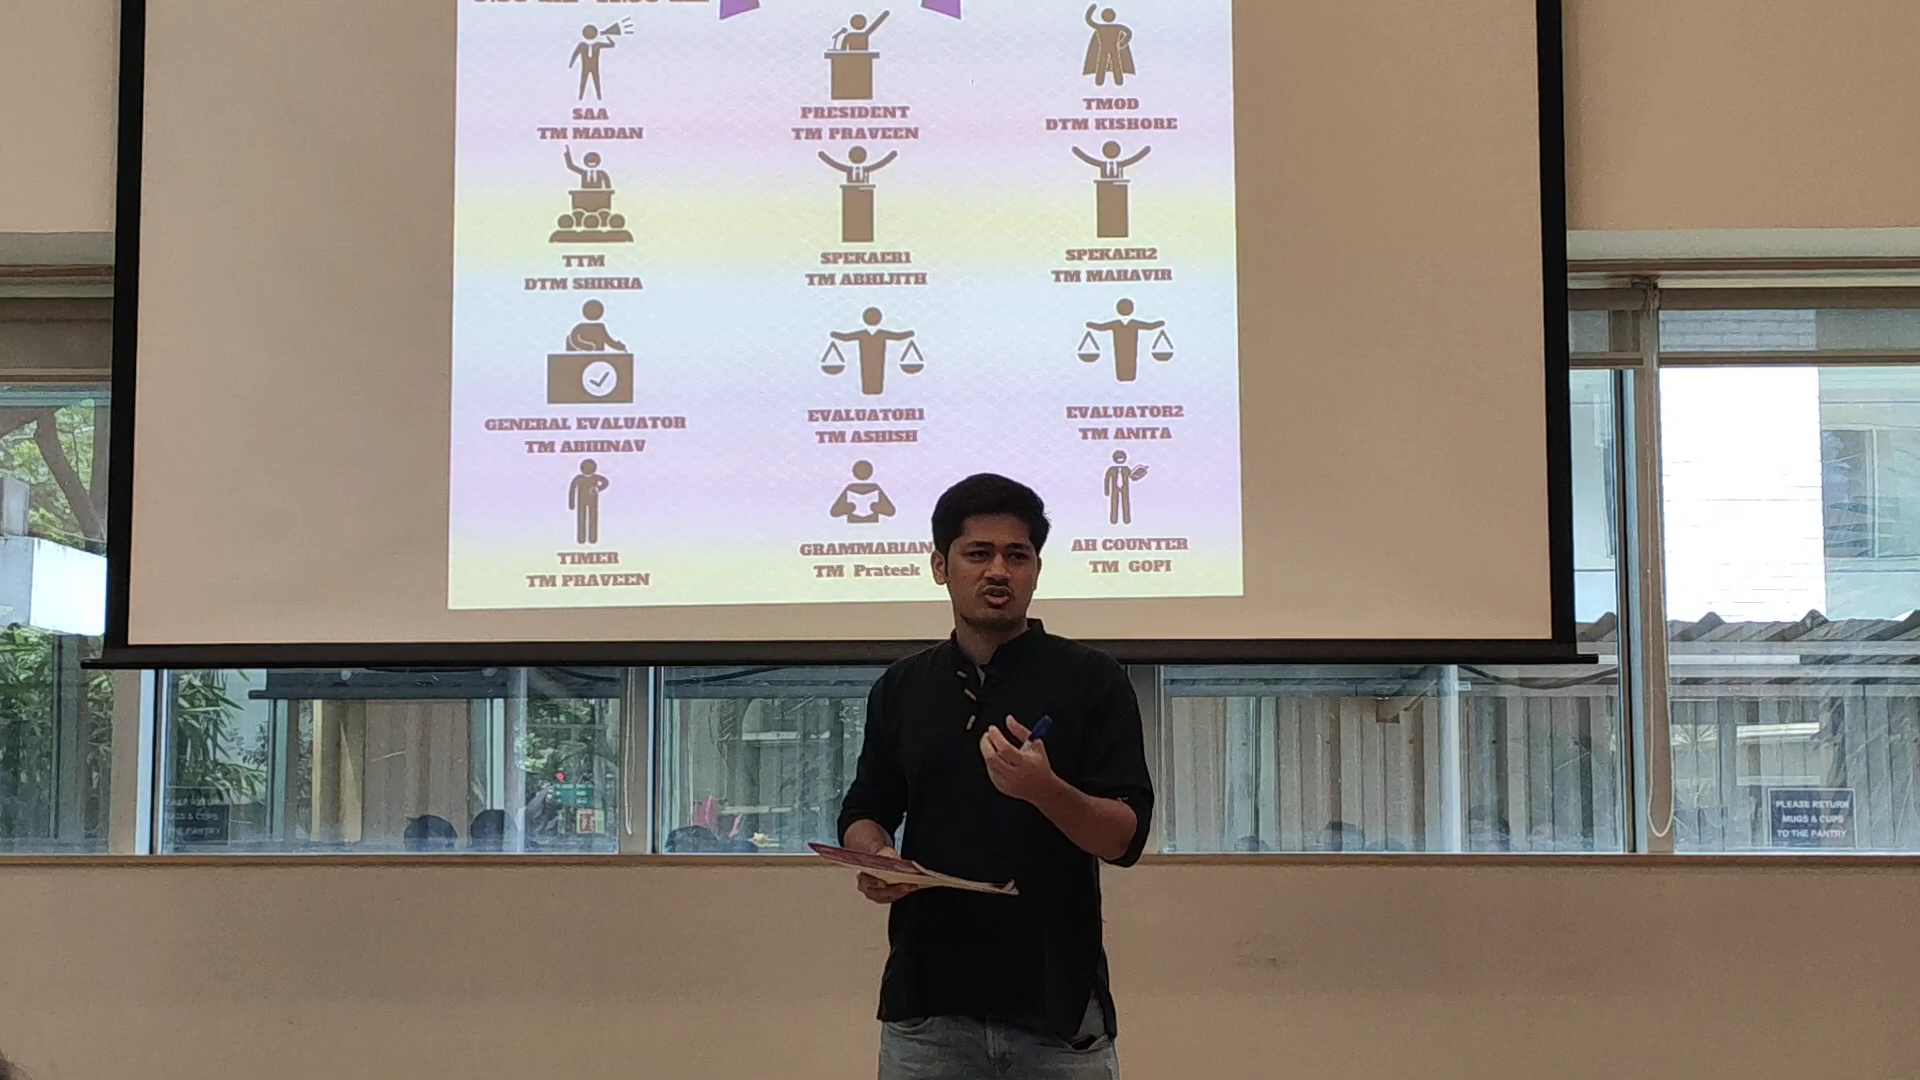 SAA
TM MADAN
PRESIDENT
TM PRAVEEN
TMOD
DTM KISHORE
TTM
DTM SHIKHA
SPEKAER1
TM ABHIJITH
SPEKAER2
TM MAHAVIR
GENERAL EVALUATOR
TM ABHINAV
EVALUATOR1
TM ASHISH
EVALUATOR2
TM ANITA
TIMER
TM PRAVEEN
GRAMMARIAN
TM Prateek
AH COUNTER
TM GOPI
PLEASE RETURN
MUGS & CUPS
TO THE PANTRY